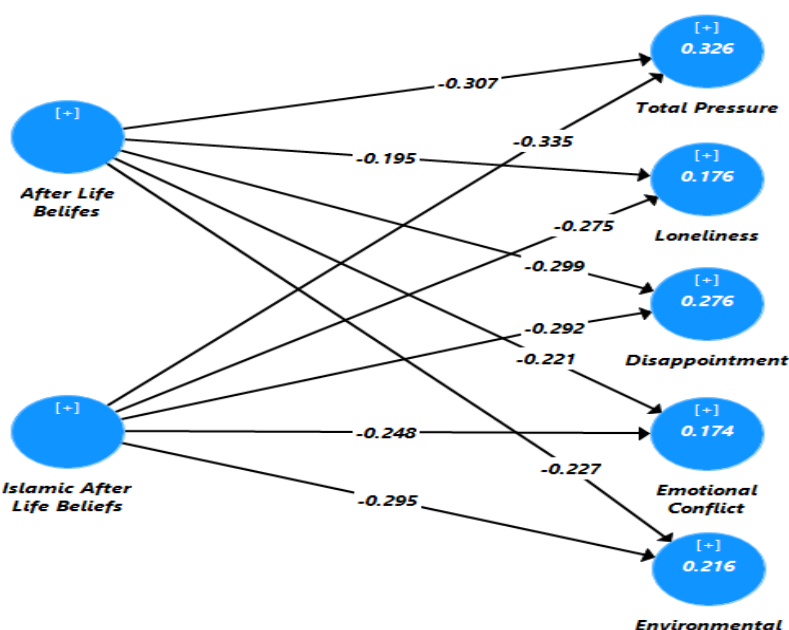 [+]
0.326
Total Pressure
-0.307
[+]
After Life
Belifes
-0.335
-0.195
[+]
0.176
Loneliness
-0.275
-0.299
[+]
0.276
Disappointment
-0.292
-0.221
[+]
Islamic After
Life Beliefs
-0.248
[+]
0.174
Emotional
Conflict
-0.227
-0.295
[+]
0.216
Environmental